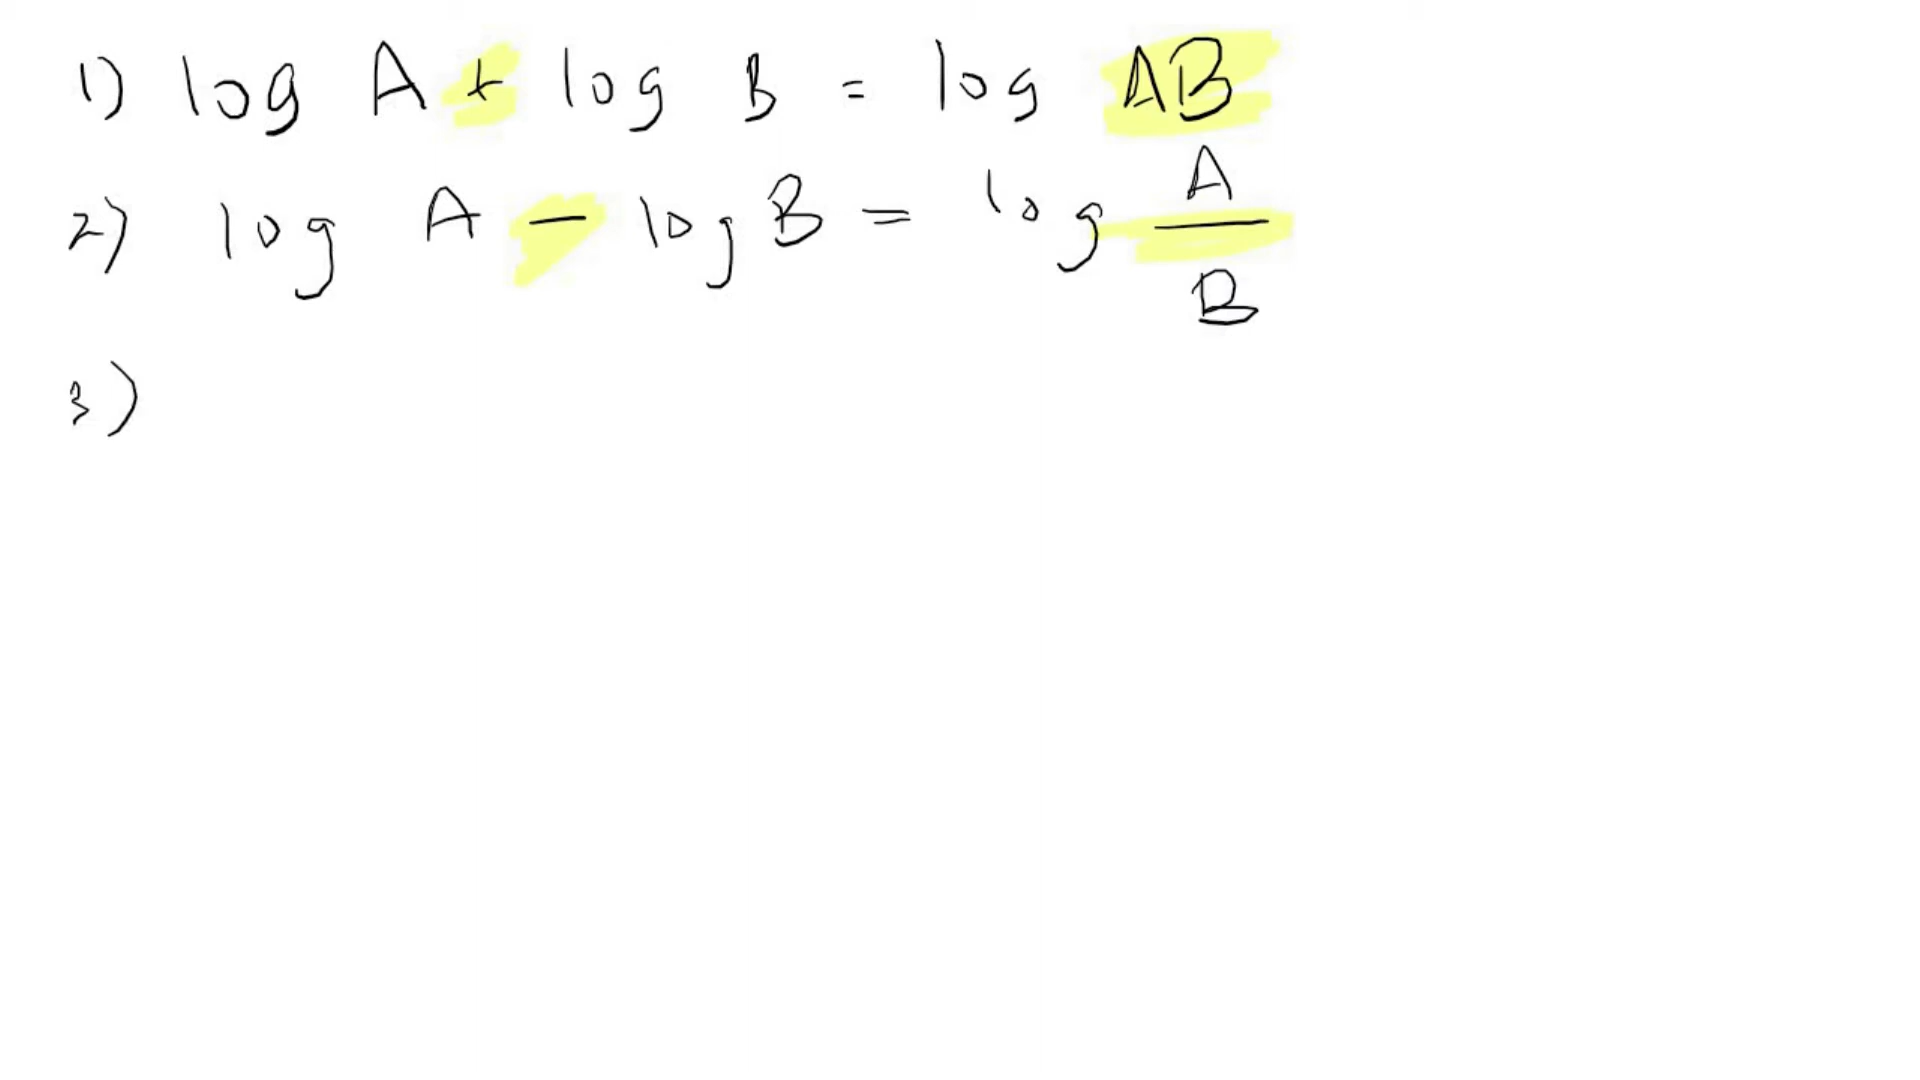 1) log A + log B = log AB
2) log A - log B = log A/B
3)